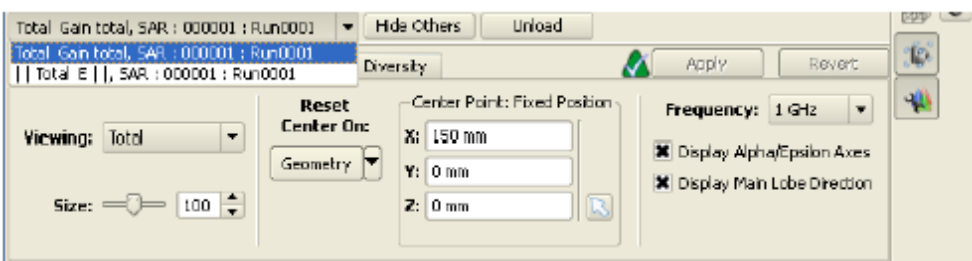 Total Gain total, SAR : 000001 : Run0001
Hide Others
Unload
Total Gain total, SAR : 000001 : Run0001
|| Total E ||, SAR : 000001 : Run0001
Diversity
Apply
Revert
Viewing: Total
Size: 100
Reset
Center On:
Geometry
Center Point: Fixed Position
X: 150 mm
Y: 0 mm
Z: 0 mm
Frequency: 1 GHz
Display Alpha/Epsilon Axes
Display Main Lobe Direction